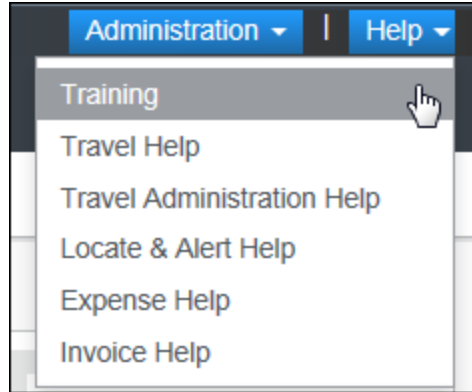 Administration | Help
Training
Travel Help
Travel Administration Help
Locate & Alert Help
Expense Help
Invoice Help